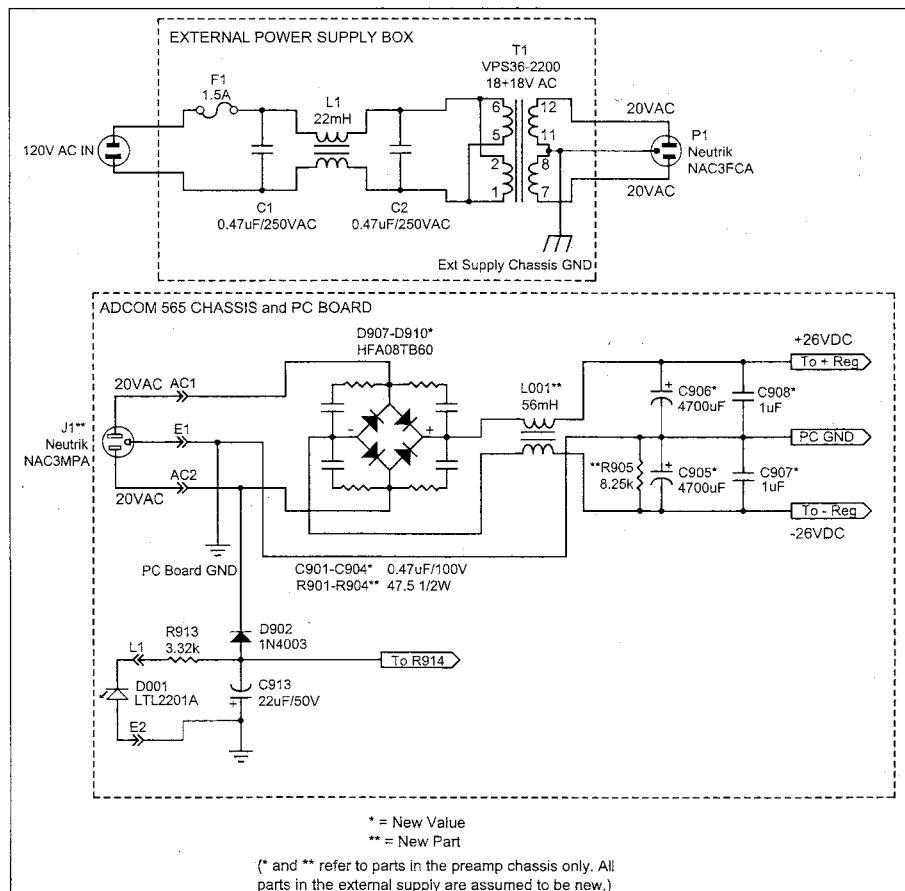 EXTERNAL POWER SUPPLY BOX
T1
VPS36-2200
18+18V AC
F1
1.5A
L1
22mH
6
12
20VAC
5
11
P1
Neutrik
NAC3FCA
120V AC IN
2
8
1
7
20VAC
C1
0.47uF/250VAC
C2
0.47uF/250VAC
Ext Supply Chassis GND
ADCOM 565 CHASSIS and PC BOARD
D907-D910*
HFA08TB60
+26VDC
To + Reg
20VAC
AC1
L001**
56mH
C906*
4700uF
C908*
1uF
J1**
Neutrik
NAC3MPA
E1
-
+
PC GND
AC2
20VAC
**R905
8.25k
+
C905*
4700uF
C907*
1uF
+
To - Reg
-26VDC
PC Board GND
C901-C904* 0.47uF/100V
R901-R904** 47.5 1/2W
D902
1N4003
R913
3.32k
L1
To R914
D001
LTL2201A
C913
22uF/50V
+
E2
* = New Value
** = New Part
(* and ** refer to parts in the preamp chassis only. All
parts in the external supply are assumed to be new.)